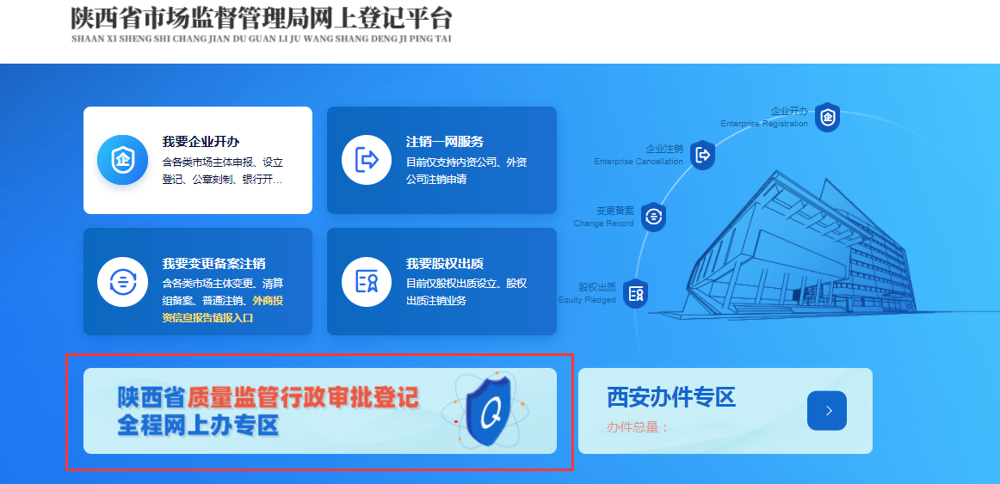 陕西省市场监督管理局网上登记平台
SHAAN XI SHENG SHI CHANG JIAN DU GUAN LI JU WANG SHANG DENG JI PING TAI
我要企业开办
含各类市场主体申报、设立
登记、公章刻制、银行开...
注销一网服务
目前仅支持内资公司、外资
公司注销申请
我要变更备案注销
含各类市场主体变更、清算
组备案、普通注销、外商投
资信息报告填报入口
我要股权出质
目前仅股权出质设立、股权
出质注销业务
企业开办
Enterprise Registration
企业注销
Enterprise Cancellation
变更备案
Change Record
股权出质
Equity Pledged
陕西省质量监管行政审批登记
全程网上办专区
Q
西安办件专区
办件总量：